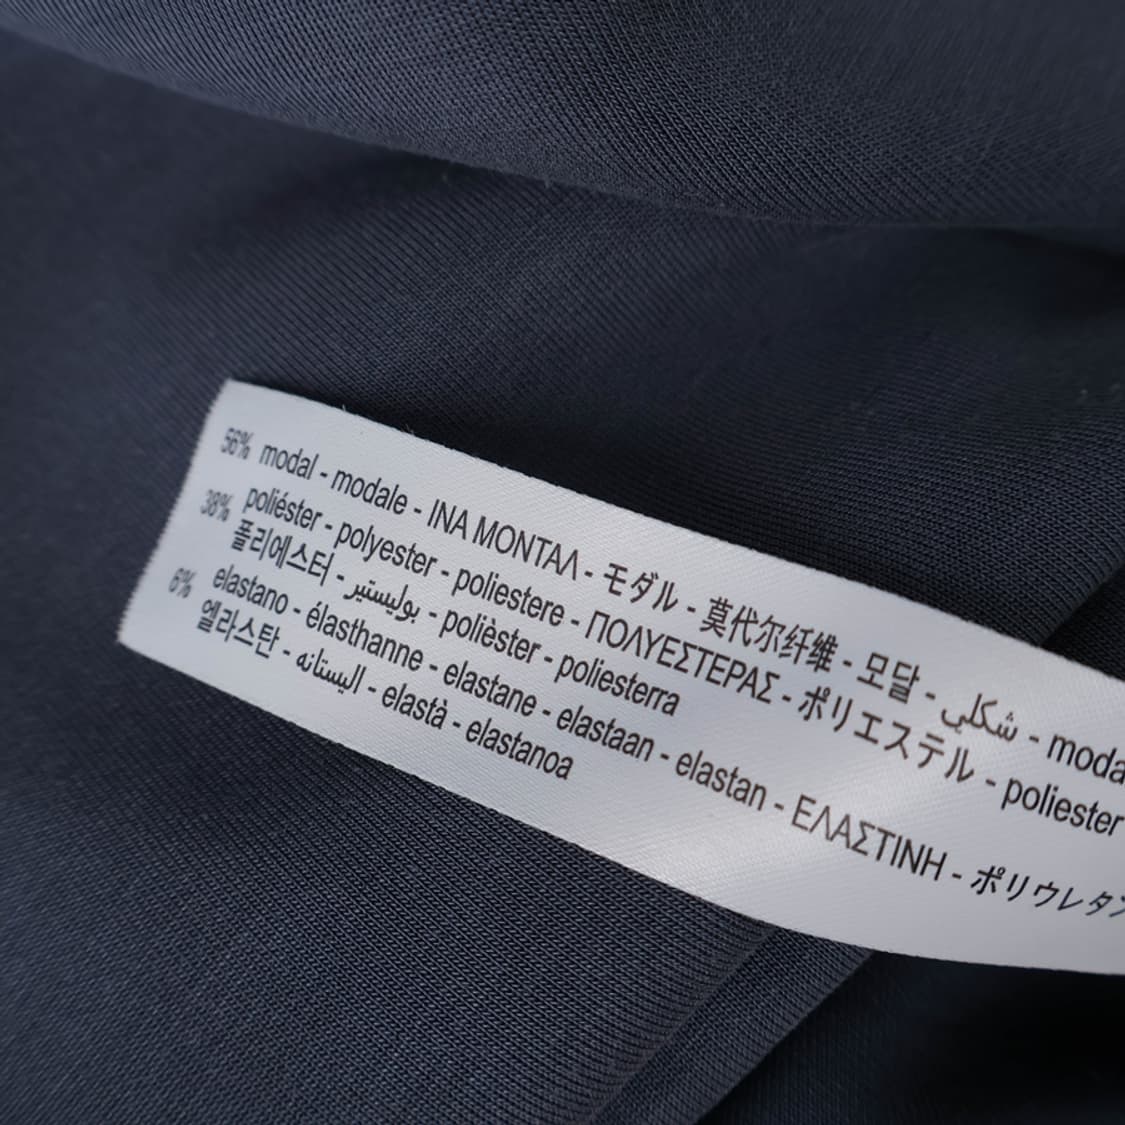 56% modal - modale - ΙΝΑ ΜΟΝΤΑΛ - モダル - 莫代尔纤维 - 모달 - شكلي - moda
38% poliéster - polyester - poliestere - ΠΟΛΥΕΣΤΕΡΑΣ - ポリエステル - poliester
폴리에스터 - بوليستير - polièster - poliesterra
6% elastano - élasthanne - elastane - elastaan - elastan - ΕΛΑΣΤΙΝΗ - ポリウレタン
엘라스탄 - اليستانه - elastà - elastanoa